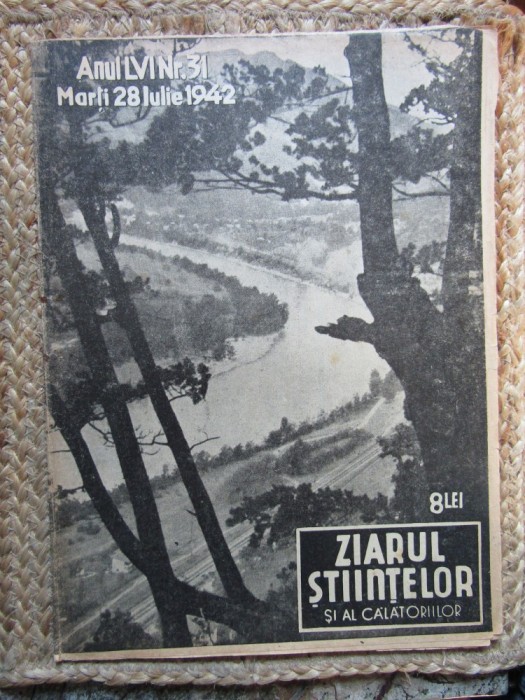 Anul LVI Nr. 31
Marți 28 Iulie 1942
8 LEI
ZIARUL
ȘTIINȚELOR
ȘI AL CĂLĂTORIILOR